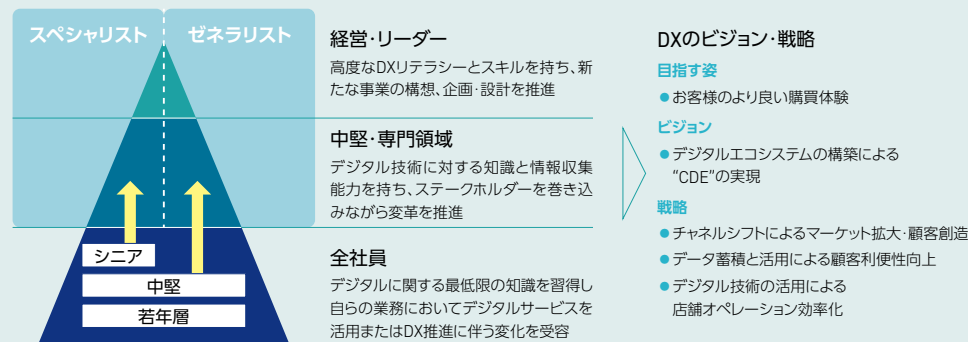 スペシャリスト
ゼネラリスト
シニア
中堅
若年層
経営・リーダー
高度なDXリテラシーとスキルを持ち、新
たな事業の構想、企画・設計を推進
中堅・専門領域
デジタル技術に対する知識と情報収集
能力を持ち、ステークホルダーを巻き込
みながら変革を推進
全社員
デジタルに関する最低限の知識を習得し
自らの業務においてデジタルサービスを
活用またはDX推進に伴う変化を受容
DXのビジョン・戦略
目指す姿
●お客様のより良い購買体験
ビジョン
●デジタルエコシステムの構築による
“CDE”の実現
戦略
●チャネルシフトによるマーケット拡大・顧客創造
●データ蓄積と活用による顧客利便性向上
●デジタル技術の活用による
店舗オペレーション効率化